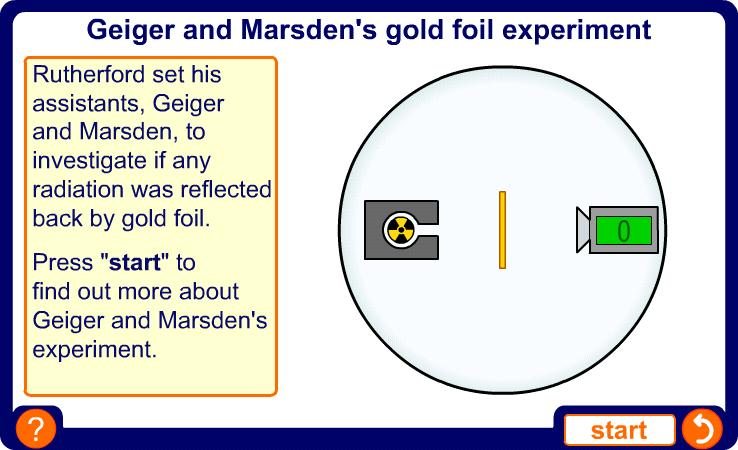 Geiger and Marsden's gold foil experiment
Rutherford set his
assistants, Geiger
and Marsden, to
investigate if any
radiation was reflected
back by gold foil.
Press "start" to
find out more about
Geiger and Marsden's
experiment.
0
?
start